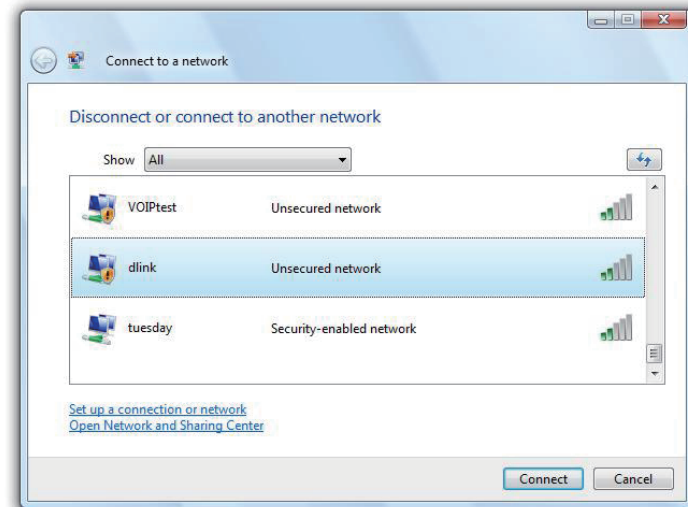 Connect to a network
Disconnect or connect to another network
Show All
VOIPtest Unsecured network
dlink Unsecured network
tuesday Security-enabled network
Set up a connection or network
Open Network and Sharing Center
Connect Cancel